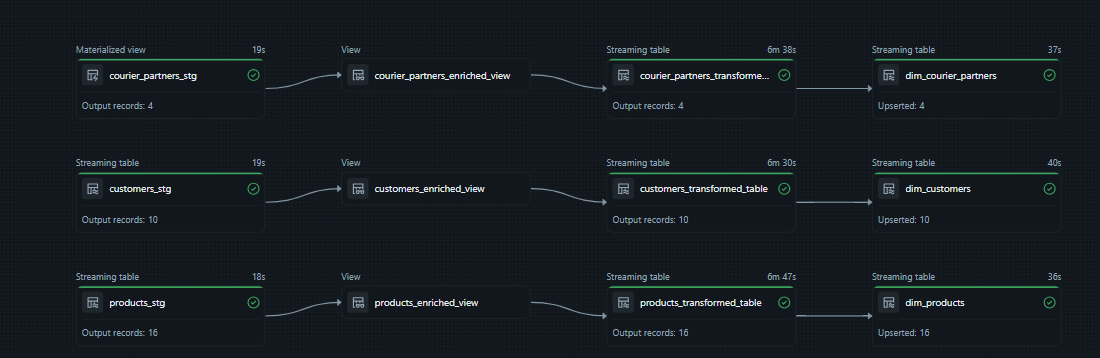 Materialized view 19s View Streaming table 6m 38s Streaming table 37s
courier_partners_stg courier_partners_enriched_view courier_partners_transforme... dim_courier_partners
Output records: 4 Output records: 4 Upserted: 4
Streaming table 19s View Streaming table 6m 30s Streaming table 40s
customers_stg customers_enriched_view customers_transformed_table dim_customers
Output records: 10 Output records: 10 Upserted: 10
Streaming table 18s View Streaming table 6m 47s Streaming table 36s
products_stg products_enriched_view products_transformed_table dim_products
Output records: 16 Output records: 16 Upserted: 16